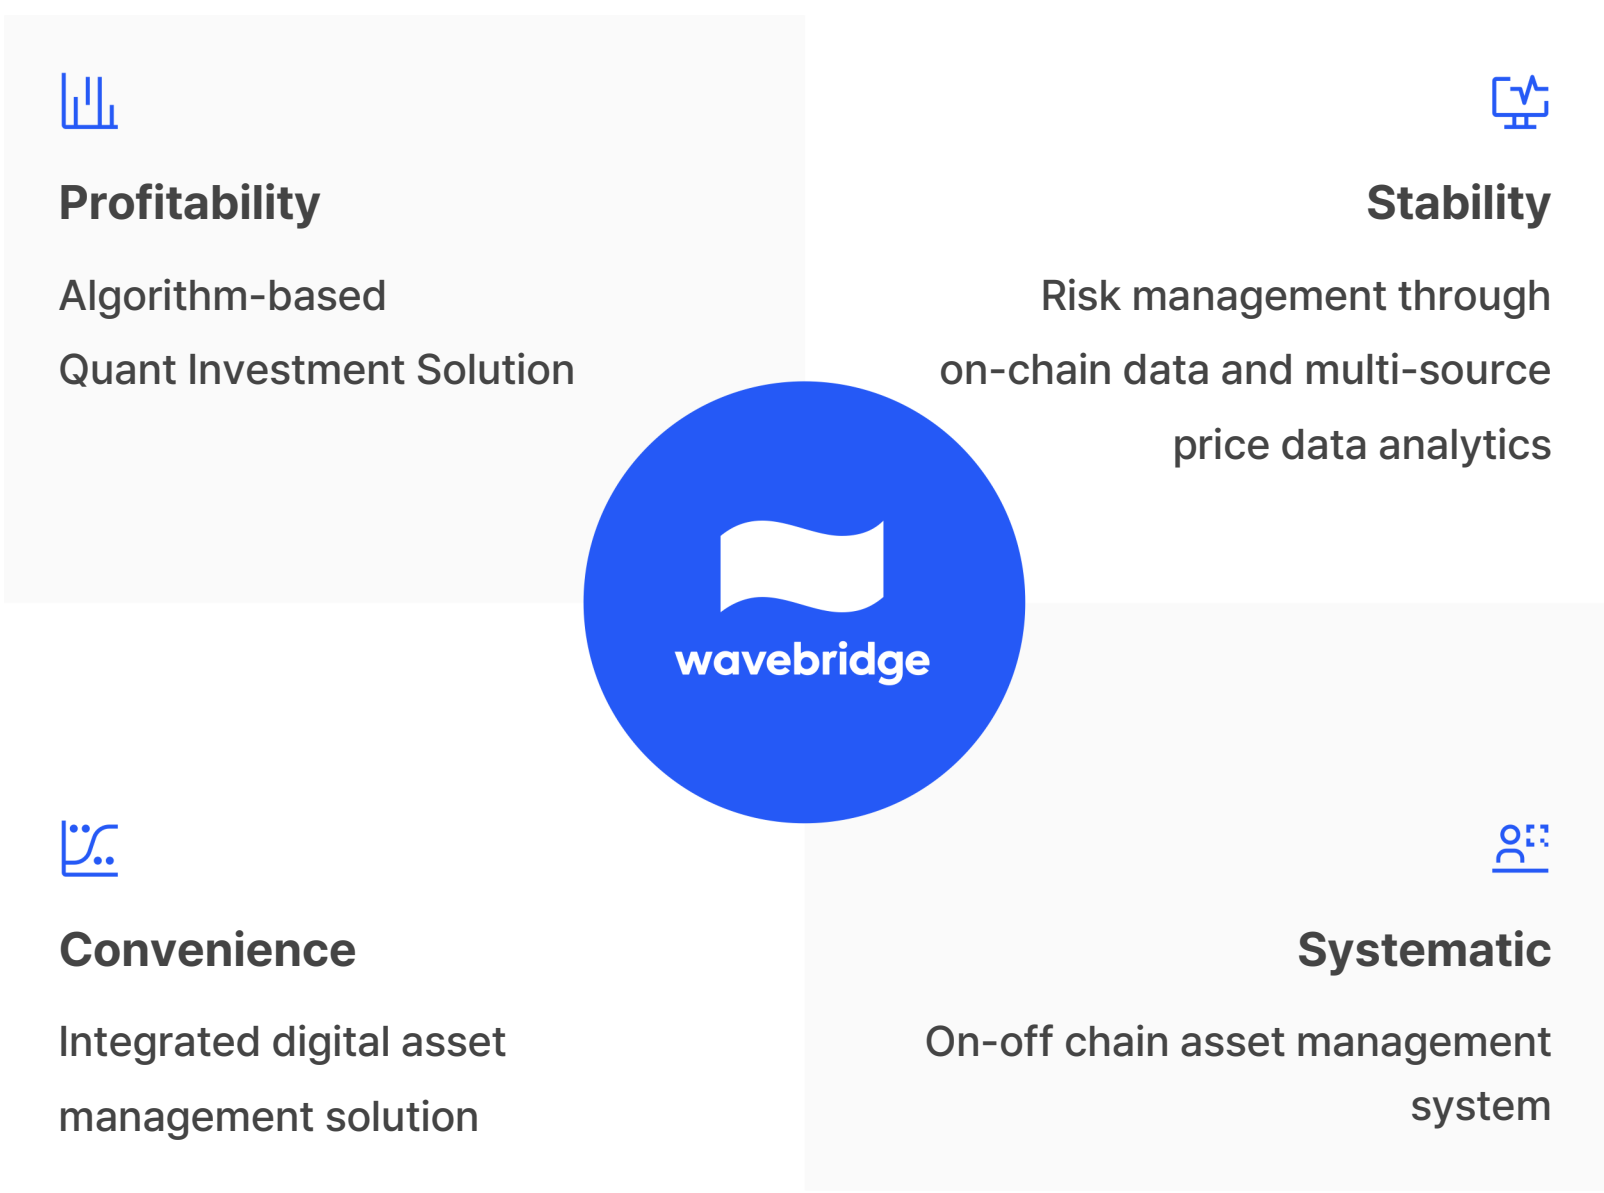 Profitability
Algorithm-based
Quant Investment Solution
Stability
Risk management through
on-chain data and multi-source
price data analytics
wavebridge
Convenience
Integrated digital asset
management solution
Systematic
On-off chain asset management
system